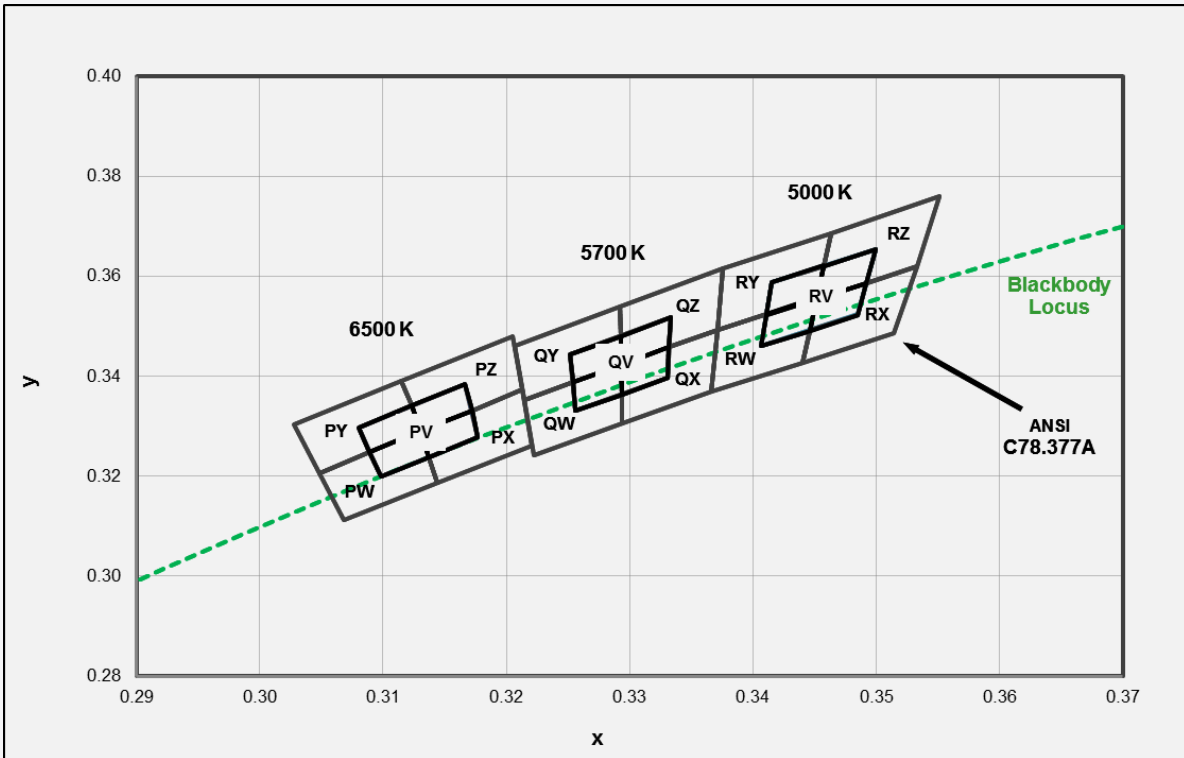 0.40
0.38
0.36
0.34
0.32
0.30
0.28
y
5000 K
5700 K
6500 K
RZ
RY
RV
RX
RW
QZ
QY
QV
QX
QW
PZ
PY
PV
PX
PW
Blackbody
Locus
ANSI
C78.377A
0.29
0.30
0.31
0.32
0.33
0.34
0.35
0.36
0.37
x